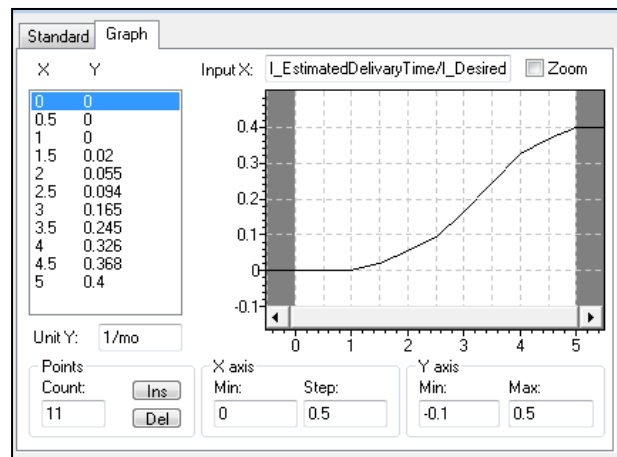 Standard Graph
X Y Input X: I_EstimatedDelivaryTime/I_Desired Zoom
0 0
0.5 0
1 0
1.5 0.02
2 0.055
2.5 0.094
3 0.165
3.5 0.245
4 0.326
4.5 0.368
5 0.4
0.4
0.3
0.2
0.1
0
-0.1
0 1 2 3 4 5
Unit Y: 1/mo
Points X axis Y axis
Count: Ins Min: Step: Min: Max:
11 Del 0 0.5 -0.1 0.5